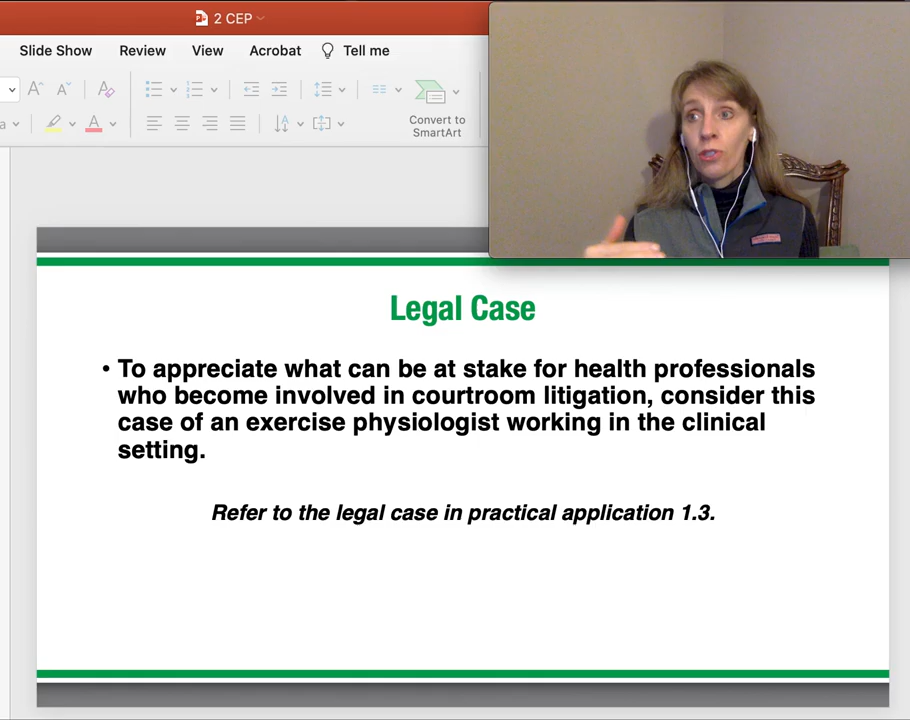 2 CEP
Slide Show Review View Acrobat Tell me
A A A
Convert to
SmartArt
a A
Legal Case
• To appreciate what can be at stake for health professionals
who become involved in courtroom litigation, consider this
case of an exercise physiologist working in the clinical
setting.
Refer to the legal case in practical application 1.3.